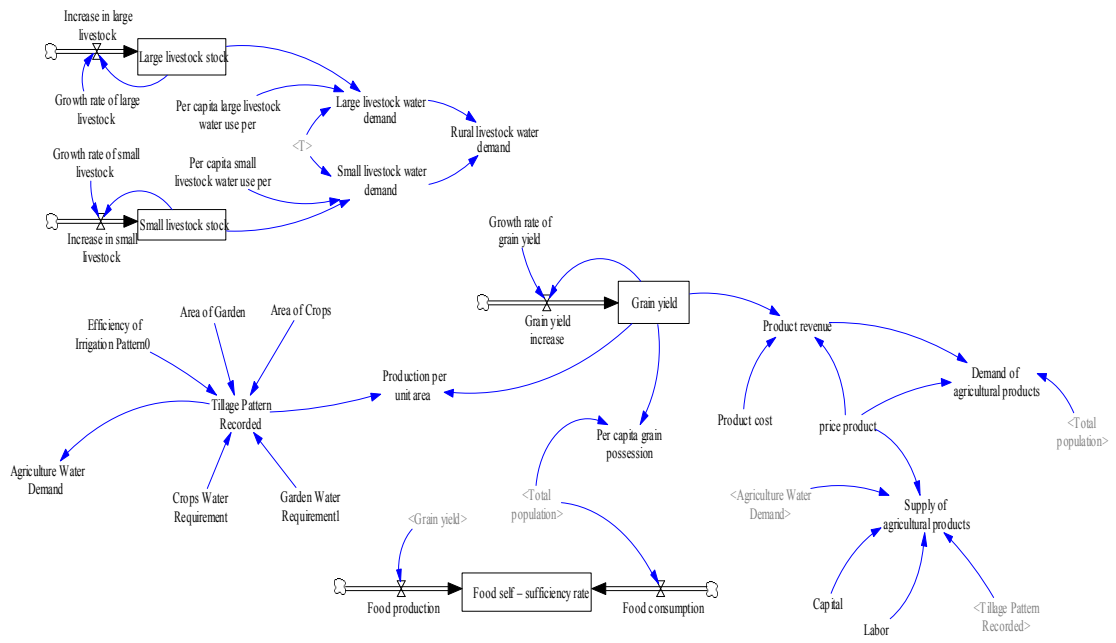 Increase in large
livestock
Large livestock stock
Growth rate of large
livestock
Per capita large livestock
water use per
Large livestock water
demand
<T>
Rural livestock water
demand
Growth rate of small
livestock
Per capita small
livestock water use per
Small livestock water
demand
Small livestock stock
Increase in small
livestock
Growth rate of
grain yield
Grain yield
Grain yield
increase
Product revenue
Demand of
agricultural products
Product cost
price product
<Total
population>
Area of Garden
Area of Crops
Efficiency of
Irrigation Pattern0
Production per
unit area
Tillage Pattern
Recorded
Per capita grain
possession
Agriculture Water
Demand
Crops Water
Requirement
Garden Water
Requirement1
<Total
population>
<Grain yield>
<Agriculture Water
Demand>
Supply of
agricultural products
Food production
Food self – sufficiency rate
Food consumption
Capital
Labor
<Tillage Pattern
Recorded>